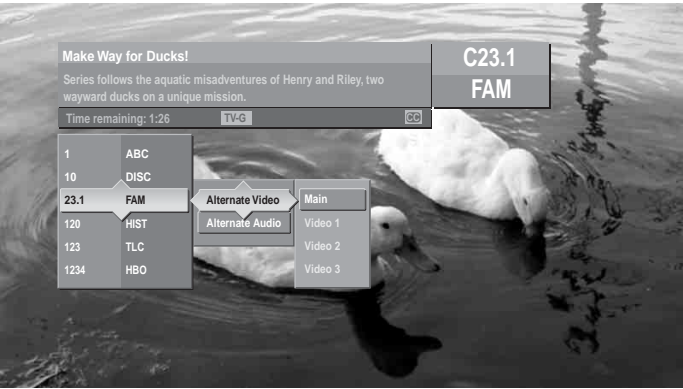 Make Way for Ducks!
C23.1
Series follows the aquatic misadventures of Henry and Riley, two
wayward ducks on a unique mission.
FAM
Time remaining: 1:26 TV-G CC
1 ABC
10 DISC
23.1 FAM Alternate Video Main
120 HIST Alternate Audio Video 1
123 TLC Video 2
1234 HBO Video 3